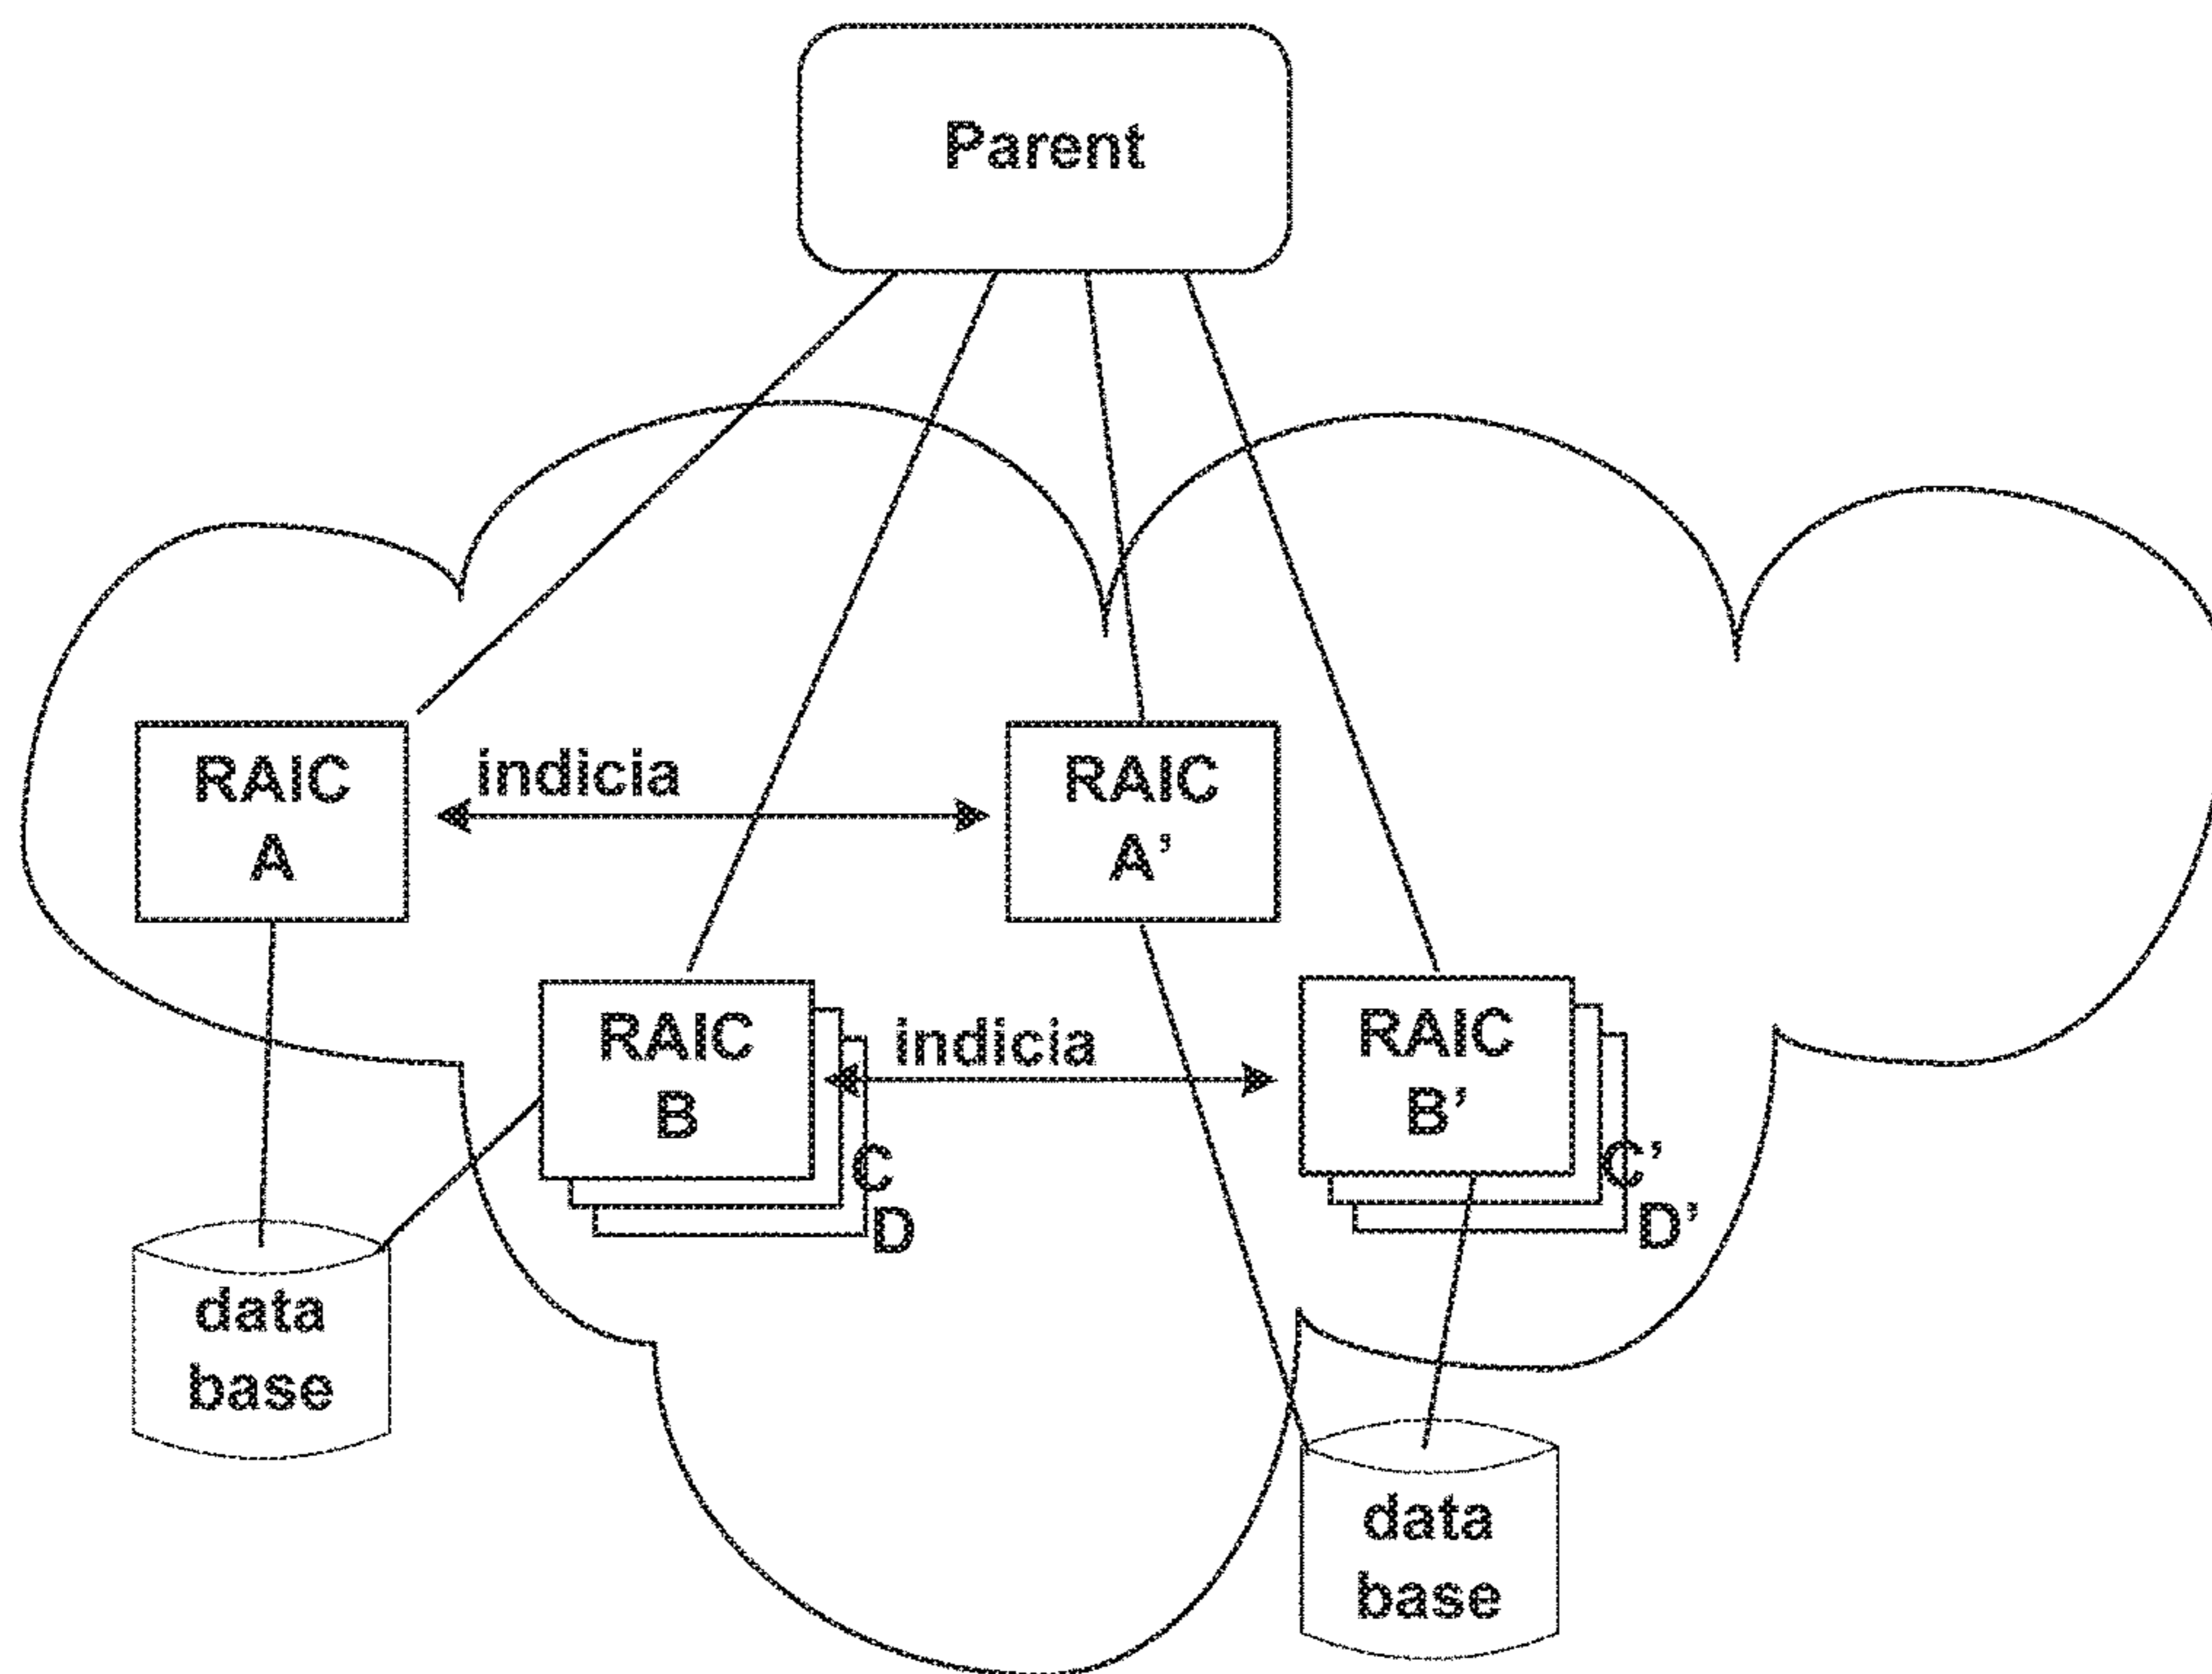 Parent
RAIC
A
indicia
RAIC
A’
RAIC
B
C
D
indicia
RAIC
B’
C’
D’
data
base
data
base